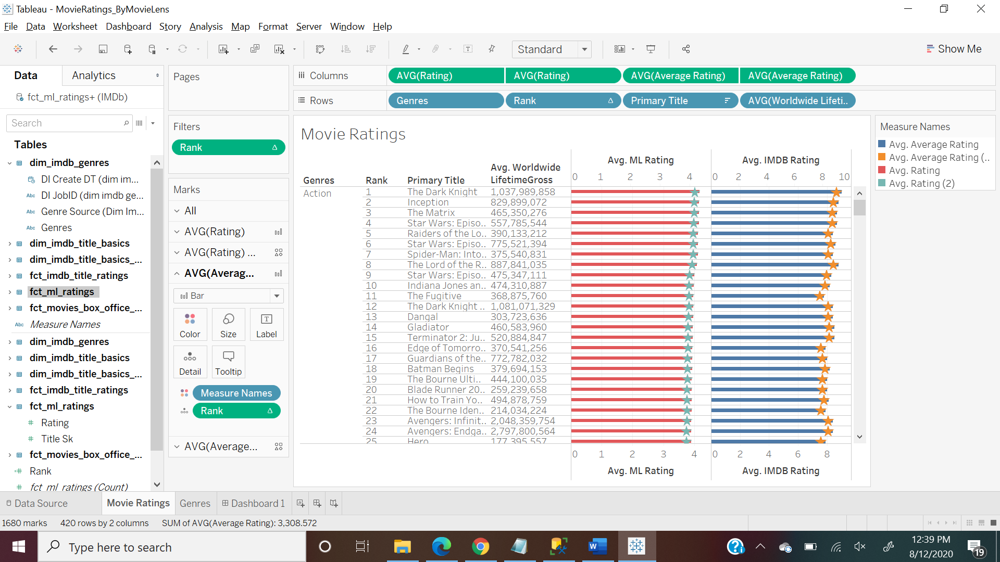 Tableau - MovieRatings_ByMovieLens
File Data Worksheet Dashboard Story Analysis Map Format Server Window Help
Standard
Show Me
Data
Analytics
fct_ml_ratings+ (IMDb)
Search
Tables
dim_imdb_genres
DI Create DT (dim im...
Abc DI JobID (dim imdb ge...
Abc Genre Source (Dim Im...
Abc Genres
dim_imdb_title_basics
dim_imdb_title_basics_...
fct_imdb_title_ratings
fct_ml_ratings
fct_movies_box_office_...
Abc Measure Names
dim_imdb_genres
dim_imdb_title_basics
dim_imdb_title_basics_...
fct_imdb_title_ratings
fct_ml_ratings
# Rating
# Title Sk
fct_movies_box_office_...
=# Rank
# fct_ml_ratings (Count)
Pages
Filters
Rank Δ
Marks
All
AVG(Rating)
AVG(Rating) ...
AVG(Averag...
Bar
Color
Size
T
Label
Detail
Tooltip
Measure Names
Rank Δ
AVG(Average...
Columns
AVG(Rating)
AVG(Rating)
AVG(Average Rating)
AVG(Average Rating)
Rows
Genres
Rank Δ
Primary Title
AVG(Worldwide Lifeti..
Movie Ratings
Avg. ML Rating
Avg. IMDB Rating
Genres Rank Primary Title Avg. Worldwide LifetimeGross
0 1 2 3 4
0 2 4 6 8 10
Action 1 The Dark Knight 1,037,989,858
2 Inception 829,899,072
3 The Matrix 465,350,276
4 Star Wars: Episo.. 557,785,544
5 Raiders of the Lo.. 390,133,212
6 Star Wars: Episo.. 775,521,394
7 Spider-Man: Into.. 375,540,831
8 The Lord of the R.. 887,841,035
9 Star Wars: Episo.. 475,347,111
10 Indiana Jones an.. 474,310,887
11 The Fugitive 368,875,760
12 The Dark Knight .. 1,081,071,329
13 Dangal 303,723,636
14 Gladiator 460,583,960
15 Terminator 2: Ju.. 520,884,847
16 Edge of Tomorro.. 370,541,256
17 Guardians of the.. 772,782,032
18 Batman Begins 379,694,153
19 The Bourne Ulti.. 444,100,035
20 Blade Runner 20.. 259,239,658
21 How to Train Yo.. 494,878,759
22 The Bourne Iden.. 214,034,224
23 Avengers: Infinit.. 2,048,359,754
24 Avengers: Endga.. 2,797,800,564
25 Hero 177,395,557
0 1 2 3 4
0 2 4 6 8
Avg. ML Rating
Avg. IMDB Rating
Measure Names
Avg. Average Rating
Avg. Average Rating (..
Avg. Rating
Avg. Rating (2)
Data Source
Movie Ratings
Genres
Dashboard 1
1680 marks 420 rows by 2 columns SUM of AVG(Average Rating): 3,308.572
Type here to search
W
12:39 PM
8/12/2020
19